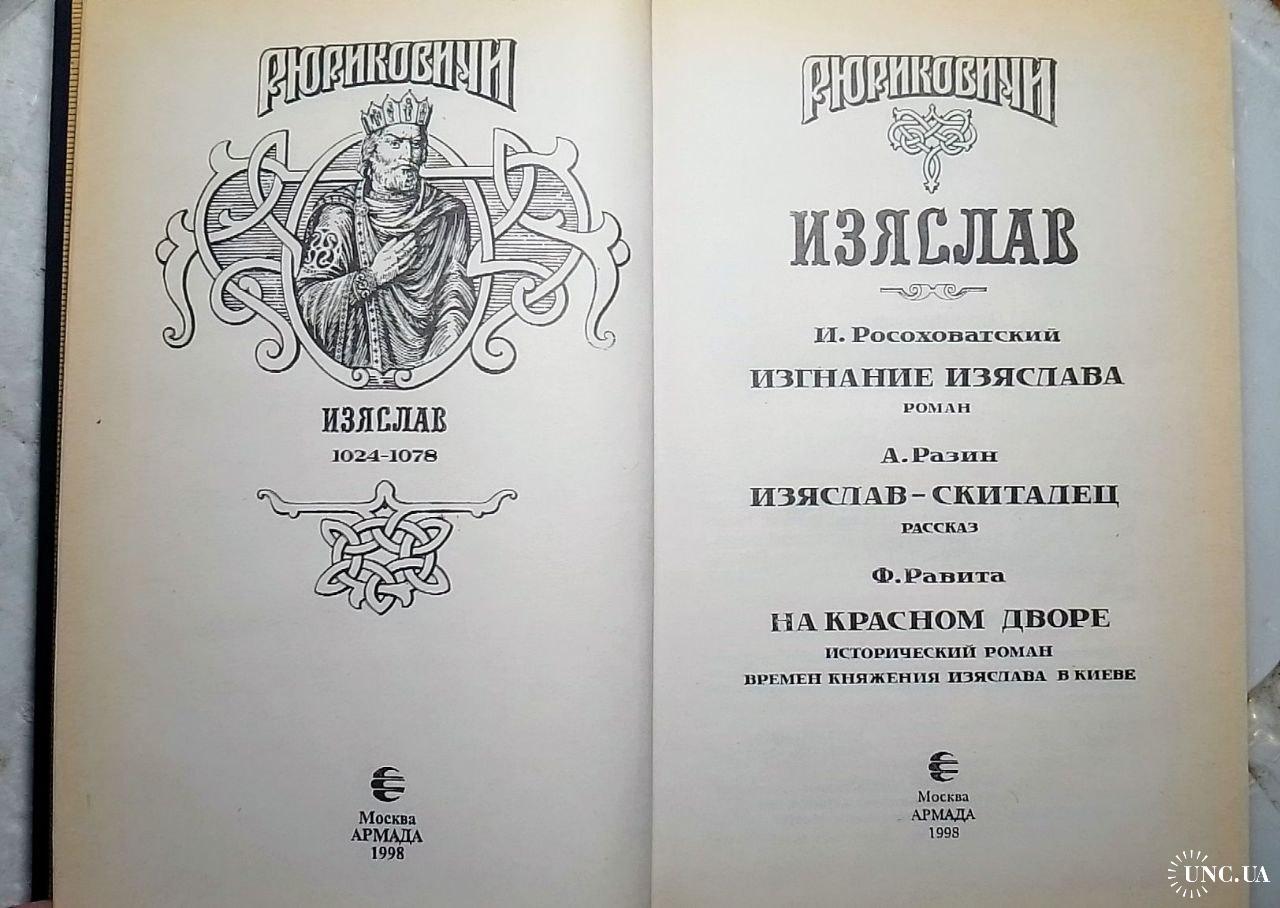 РЮРИКОВИЧИ
ИЗЯСЛАВ
1024-1078
Москва
АРМАДА
1998
РЮРИКОВИЧИ
ИЗЯСЛАВ
И. Росоховатский
ИЗГНАНИЕ ИЗЯСЛАВА
РОМАН
А. Разин
ИЗЯСЛАВ-СКИТАЛЕЦ
РАССКАЗ
Ф. Равита
НА КРАСНОМ ДВОРЕ
ИСТОРИЧЕСКИЙ РОМАН
ВРЕМЕН КНЯЖЕНИЯ ИЗЯСЛАВА В КИЕВЕ
Москва
АРМАДА
1998
UNC.UA